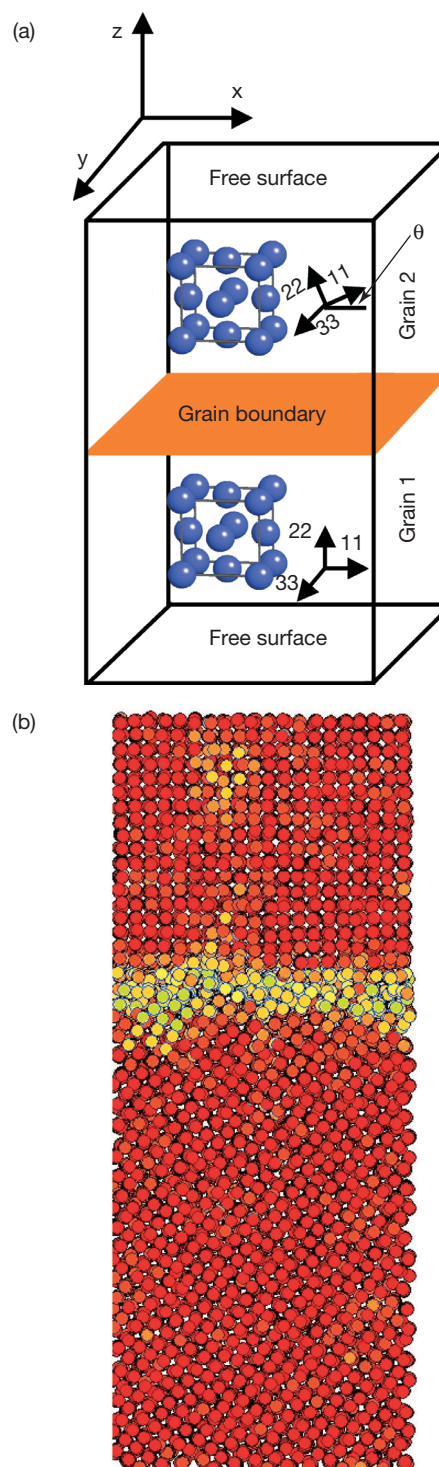 (a)
z
x
y
Free surface
θ
22
11
33
Grain 2
Grain boundary
Grain 1
22
11
33
Free surface
(b)